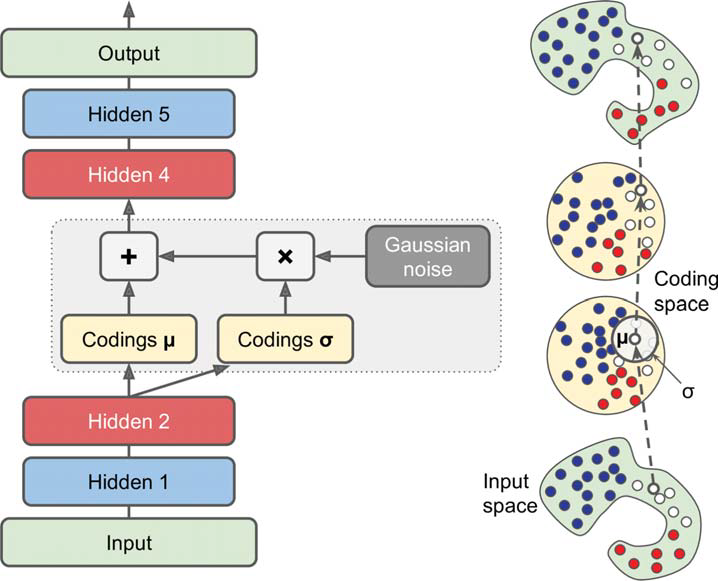 Output
Hidden 5
Hidden 4
+
×
Gaussian
noise
Codings μ
Codings σ
Hidden 2
Hidden 1
Input
Coding
space
μ
σ
Input
space